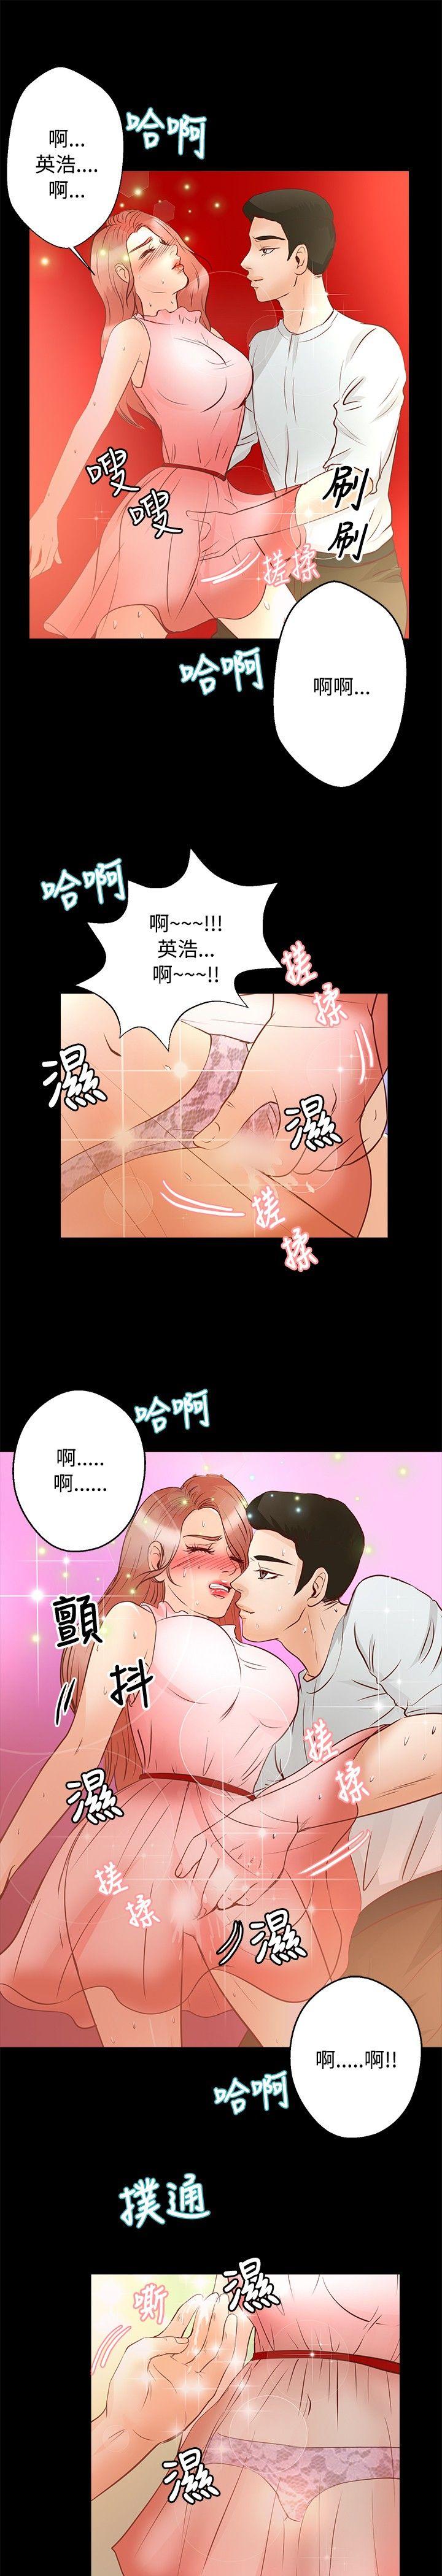 哈啊
啊...
英浩....
啊...
嗖
嗖
刷
刷
搓揉
哈啊
啊啊...
哈啊
啊~~~!!!
英浩...
啊~~~!!
搓
揉
濕
濕
搓
揉
哈啊
啊.....
啊......
顫
抖
搓
揉
濕
搓
揉
濕
啊.....啊!!
哈啊
撲通
濕
嘶
濕